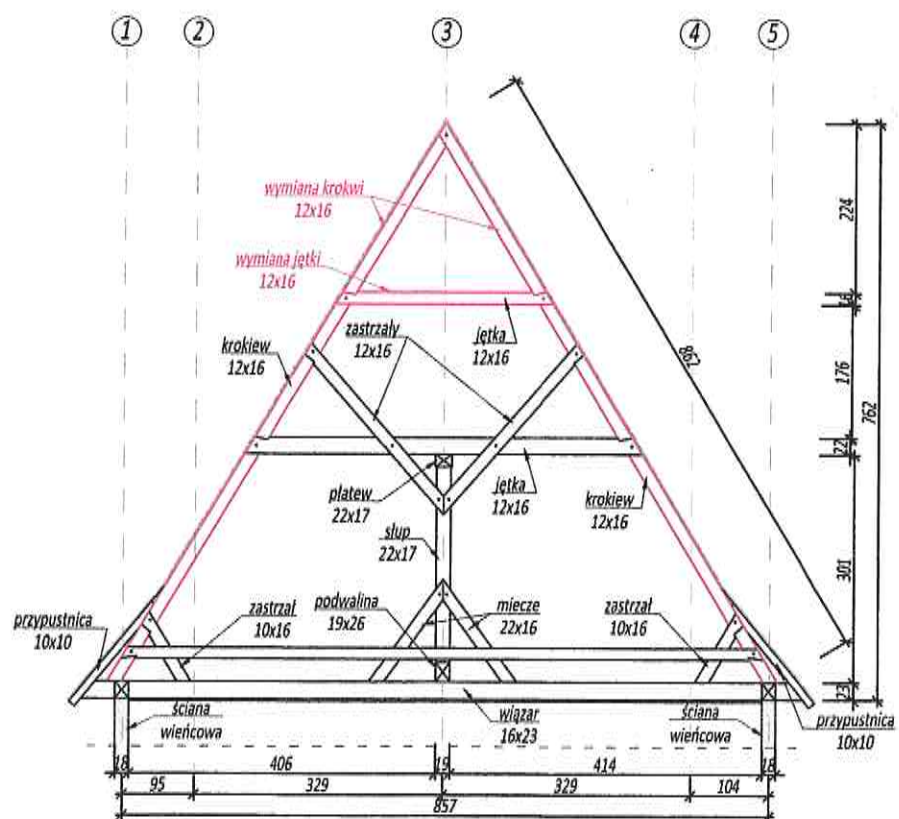 1 2 3 4 5
wymiana krokwi
12x16
wymiana jętki
12x16
krokiew
12x16
zastrzały
12x16
jętka
12x16
płatew
22x17
jętka
12x16
krokiew
12x16
słup
22x17
przypustnica
10x10
zastrzał
10x16
podwalina
19x26
miecze
22x16
zastrzał
10x16
ściana
wieńcowa
wiązar
16x23
ściana
wieńcowa
przypustnica
10x10
224
16
176
22
301
23
762
18 406 19 414 18
95 329 329 104
857